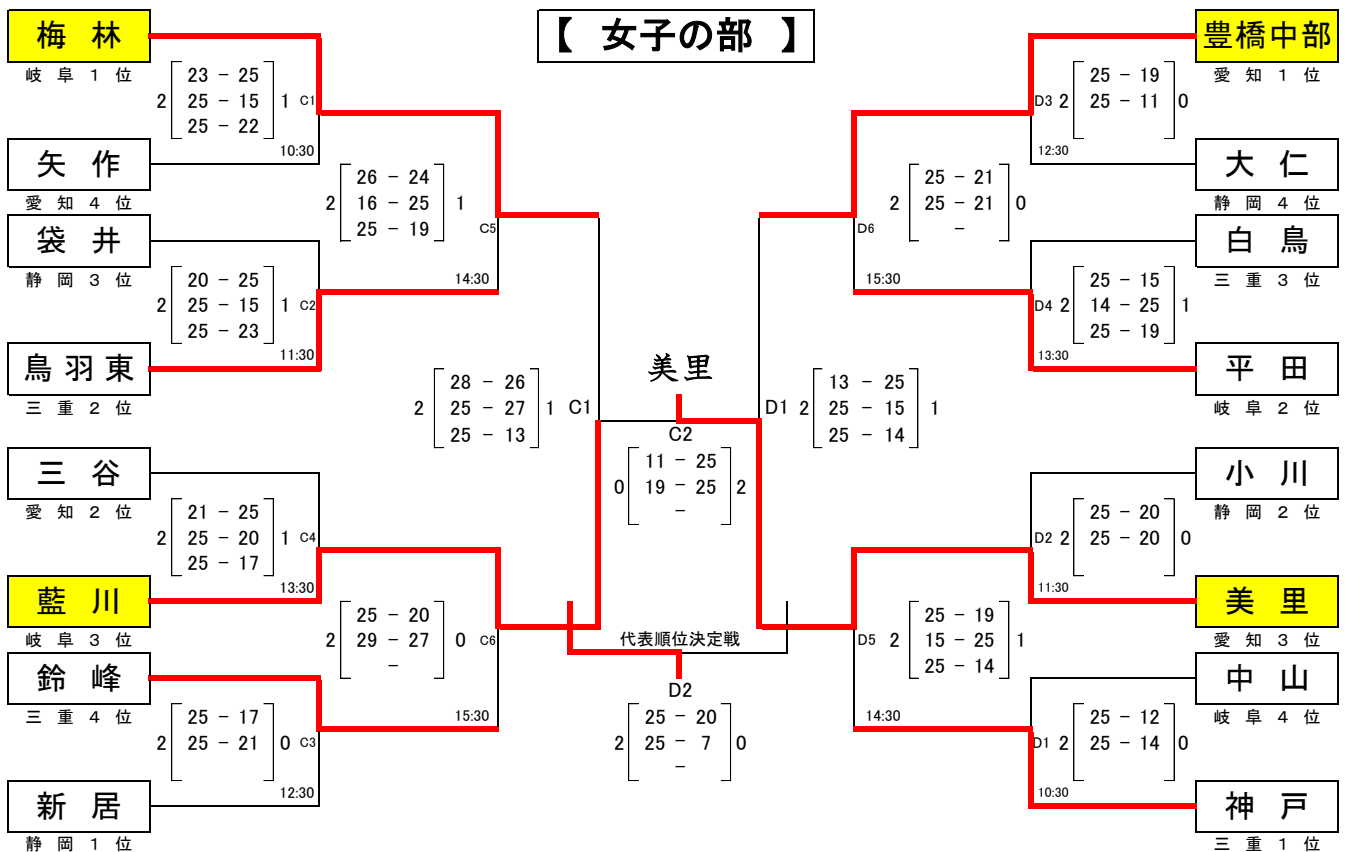 【 女子の部 】
梅林
岐阜1位
23 - 25
2 25 - 15 1 C1
25 - 22
10:30
矢作
愛知4位
26 - 24
2 16 - 25 1
25 - 19 C5
14:30
袋井
静岡3位
20 - 25
2 25 - 15 1 C2
25 - 23
11:30
鳥羽東
三重2位
28 - 26
2 25 - 27 1 C1
25 - 13
三谷
愛知2位
21 - 25
2 25 - 20 1 C4
25 - 17
13:30
藍川
岐阜3位
25 - 20
2 29 - 27 0 C6
-
15:30
鈴峰
三重4位
25 - 17
2 25 - 21 0 C3
12:30
新居
静岡1位
美里
C2
11 - 25
0 19 - 25 2
-
代表順位決定戦
D2
25 - 20
2 25 - 7 0
-
豊橋中部
愛知1位
25 - 19
D3 2 25 - 11 0
12:30
大仁
静岡4位
25 - 21
2 25 - 21 0
-
D6
15:30
白鳥
三重3位
25 - 15
D4 2 14 - 25 1
25 - 19
13:30
平田
岐阜2位
13 - 25
D1 2 25 - 15 1
25 - 14
小川
静岡2位
25 - 20
D2 2 25 - 20 0
11:30
美里
愛知3位
25 - 19
D5 2 15 - 25 1
25 - 14
14:30
中山
岐阜4位
25 - 12
D1 2 25 - 14 0
10:30
神戸
三重1位